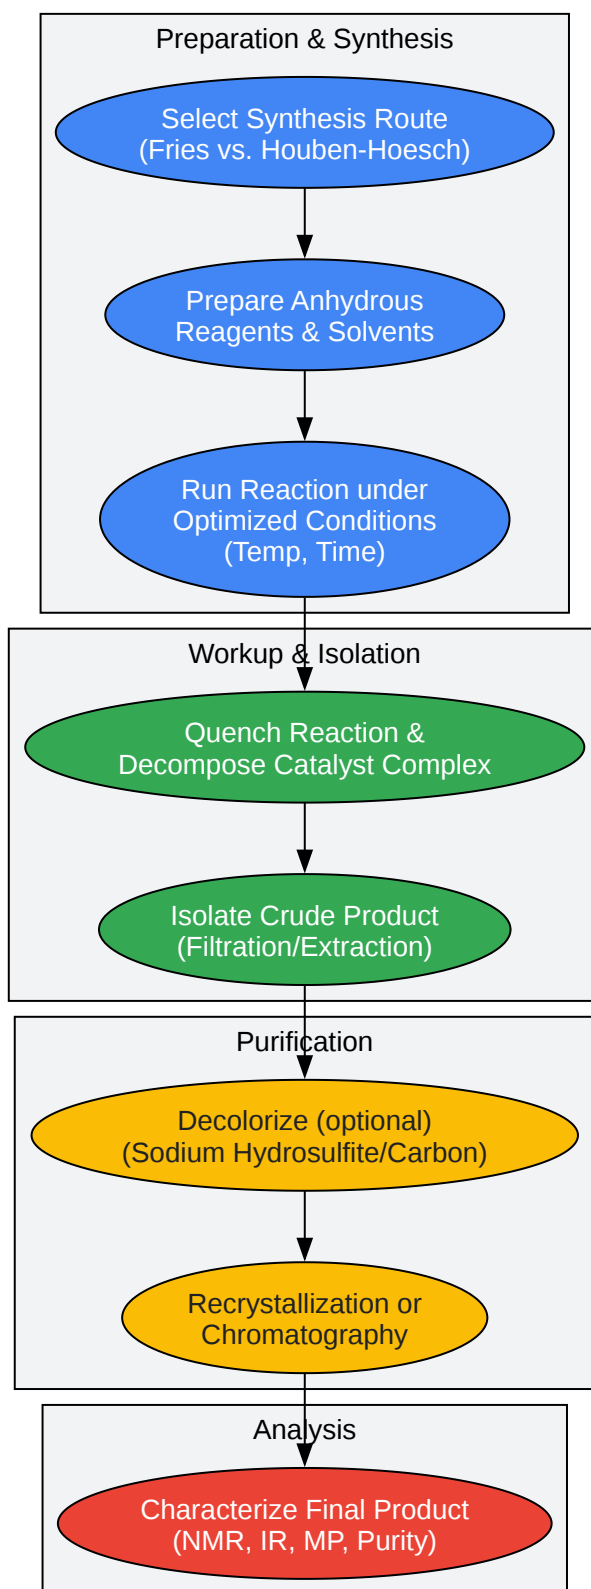 Preparation & Synthesis
Select Synthesis Route
(Fries vs. Houben-Hoesch)
Prepare Anhydrous
Reagents & Solvents
Run Reaction under
Optimized Conditions
(Temp, Time)
Workup & Isolation
Quench Reaction &
Decompose Catalyst Complex
Isolate Crude Product
(Filtration/Extraction)
Purification
Decolorize (optional)
(Sodium Hydrosulfite/Carbon)
Recrystallization or
Chromatography
Analysis
Characterize Final Product
(NMR, IR, MP, Purity)